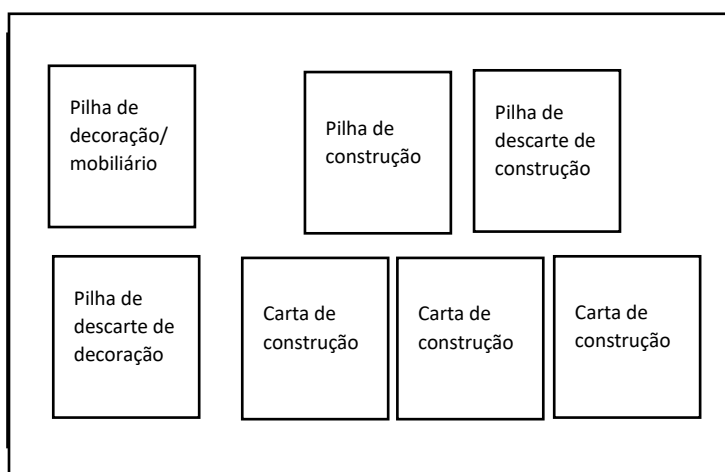 Pilha de
decoração/
mobiliário
Pilha de
construção
Pilha de
descarte de
construção
Pilha de
descarte de
decoração
Carta de
construção
Carta de
construção
Carta de
construção